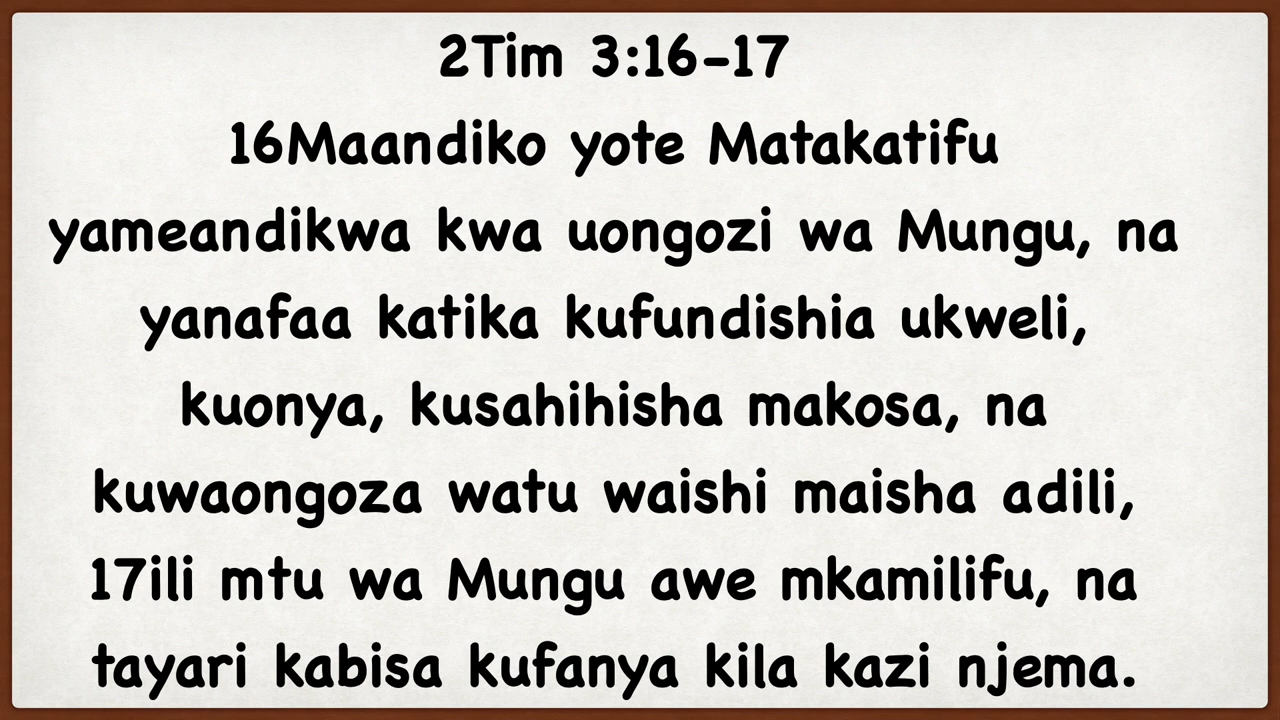 2Tim 3:16-17
16Maandiko yote Matakatifu
yameandikwa kwa uongozi wa Mungu, na
yanafaa katika kufundishia ukweli,
kuonya, kusahihisha makosa, na
kuwaongoza watu waishi maisha adili,
17ili mtu wa Mungu awe mkamilifu, na
tayari kabisa kufanya kila kazi njema.